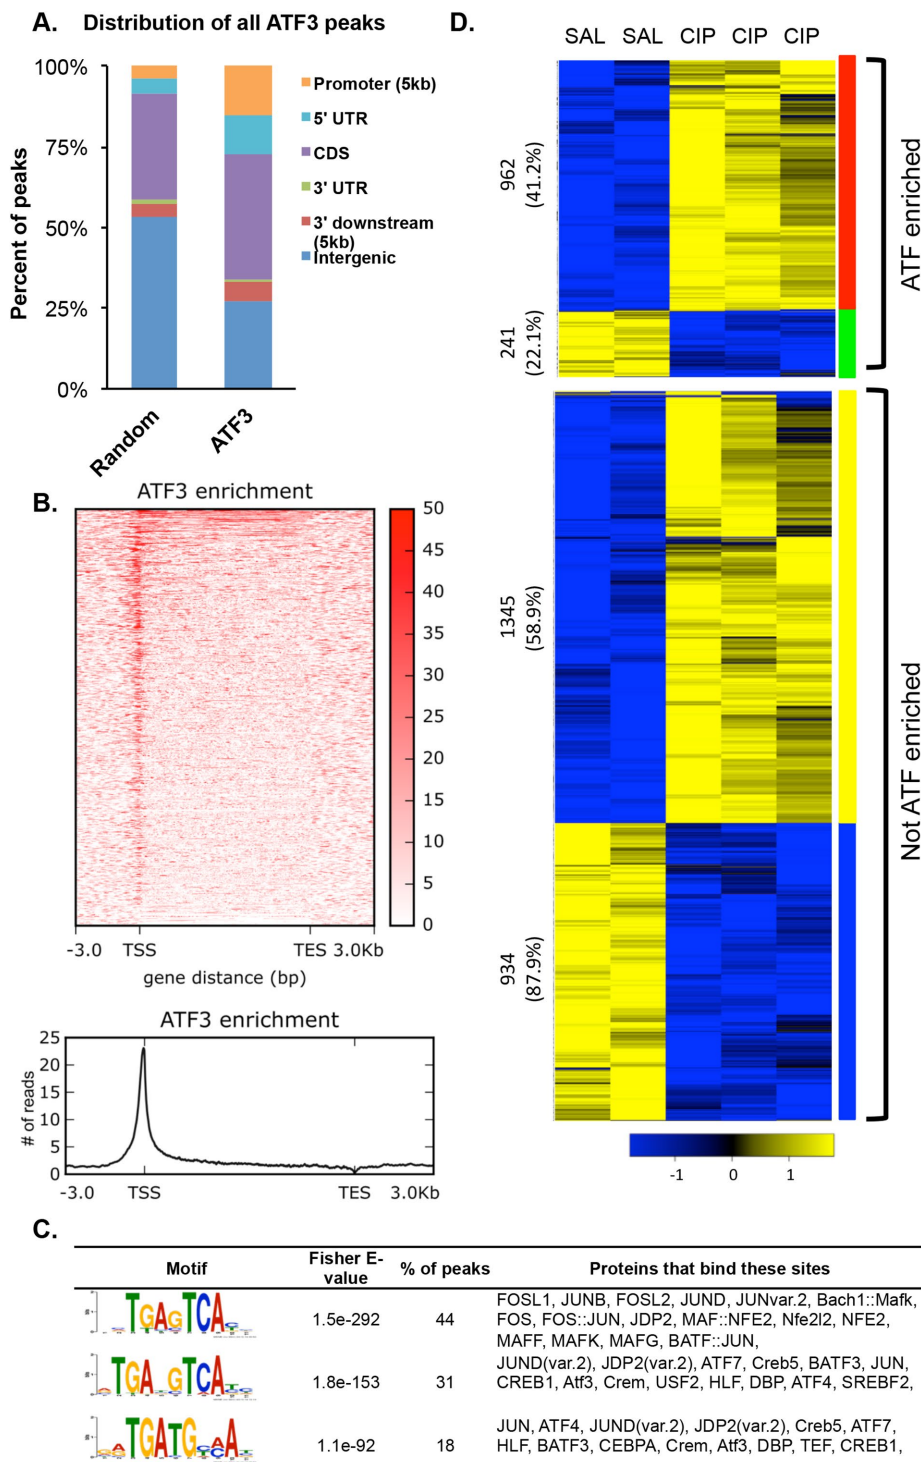 A. Distribution of all ATF3 peaks
100%
75%
50%
25%
0%
Percent of peaks
Random
ATF3
Promoter (5kb)
5' UTR
CDS
3' UTR
3' downstream
(5kb)
Intergenic
B.
ATF3 enrichment
50
45
40
35
30
25
20
15
10
5
0
-3.0 TSS TES 3.0Kb
gene distance (bp)
ATF3 enrichment
25
20
15
10
5
0
# of reads
-3.0 TSS TES 3.0Kb
D.
SAL SAL CIP CIP CIP
962
(41.2%)
241
(22.1%)
ATF enriched
1345
(58.9%)
934
(87.9%)
Not ATF enriched
-1 0 1
C.
Motif Fisher E-
value % of peaks Proteins that bind these sites
TGAGTCA 1.5e-292 44 FOSL1, JUNB, FOSL2, JUND, JUNvar.2, Bach1::Mafk,
FOS, FOS::JUN, JDP2, MAF::NFE2, Nfe2l2, NFE2,
MAFF, MAFK, MAFG, BATF::JUN,
TGA GTCA 1.8e-153 31 JUND(var.2), JDP2(var.2), ATF7, Creb5, BATF3, JUN,
CREB1, Atf3, Crem, USF2, HLF, DBP, ATF4, SREBF2,
TGATG AA 1.1e-92 18 JUN, ATF4, JUND(var.2), JDP2(var.2), Creb5, ATF7,
HLF, BATF3, CEBPA, Crem, Atf3, DBP, TEF, CREB1,